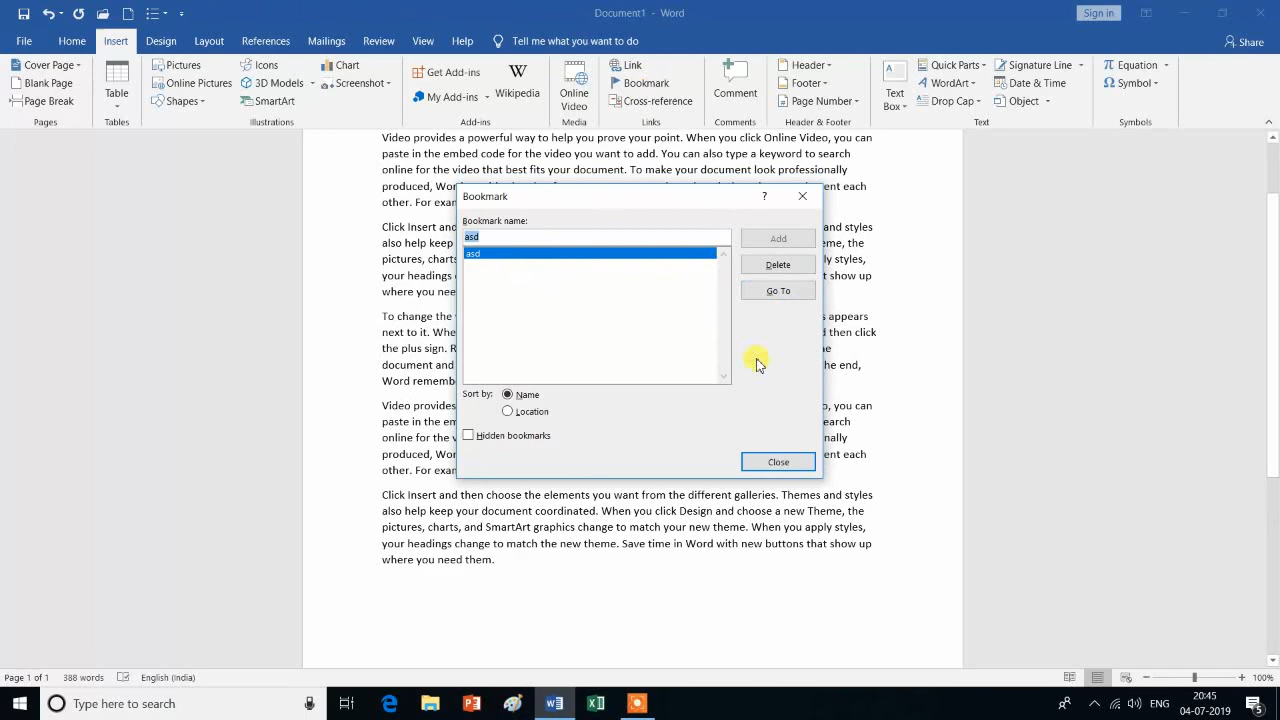 Document1 - Word
Sign in
File Home Insert Design Layout References Mailings Review View Help Tell me what you want to do Share
Cover Page
Blank Page
Page Break
Pages
Table
Tables
Pictures
Online Pictures
Shapes
Icons
3D Models
SmartArt
Chart
Screenshot
Illustrations
Get Add-ins
My Add-ins
Wikipedia
Add-ins
Online
Video
Media
Link
Bookmark
Cross-reference
Links
Comment
Comments
Header
Footer
Page Number
Header & Footer
Text
Box
Quick Parts
WordArt
Drop Cap
Signature Line
Date & Time
Object
Text
Equation
Symbol
Symbols
Video provides a powerful way to help you prove your point. When you click Online Video, you can
paste in the embed code for the video you want to add. You can also type a keyword to search
online for the video that best fits your document. To make your document look professionally
produced, Wor ent each
other. For exam
Click Insert and and styles
also help keep eme, the
pictures, charts ly styles,
your headings c t show up
where you nee
To change the s appears
next to it. Whe d then click
the plus sign. R he
document and the end,
Word rememb
Video provides o, you can
paste in the em search
online for the v nally
produced, Wor ent each
other. For exam
Click Insert and then choose the elements you want from the different galleries. Themes and styles
also help keep your document coordinated. When you click Design and choose a new Theme, the
pictures, charts, and SmartArt graphics change to match your new theme. When you apply styles,
your headings change to match the new theme. Save time in Word with new buttons that show up
where you need them.
Bookmark ?
Bookmark name:
asd
asd
Add
Delete
Go To
Sort by: Name
Location
Hidden bookmarks
Close
Page 1 of 1 388 words English (India) 100%
Type here to search
ENG
20:45
04-07-2019
5